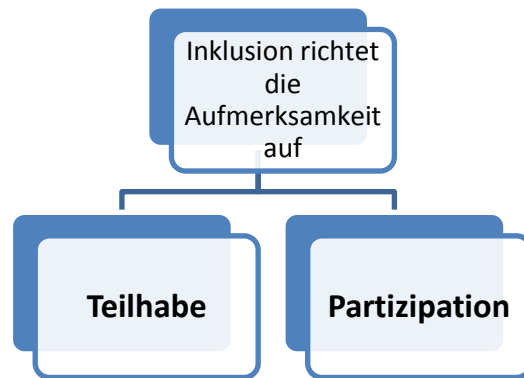 Inklusion richtet
die
Aufmerksamkeit
auf
Teilhabe
Partizipation